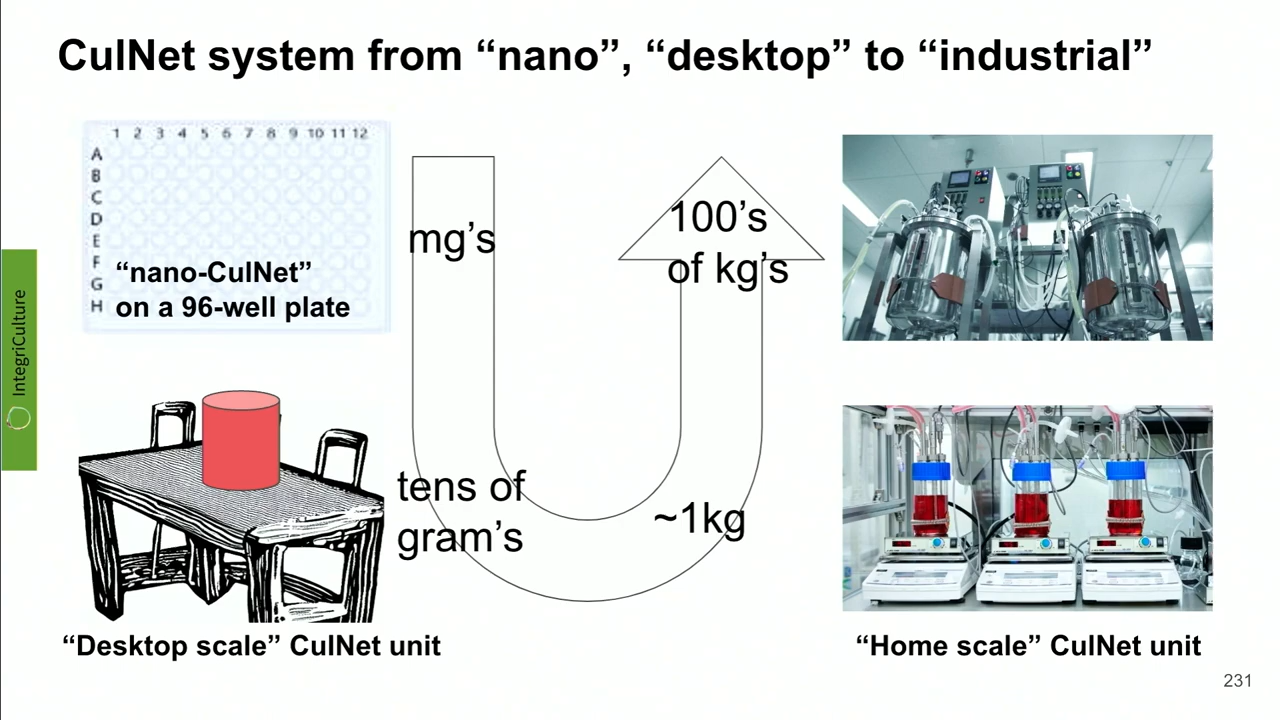 CulNet system from “nano”, “desktop” to “industrial”
1 2 3 4 5 6 7 8 9 10 11 12
A
B
C
D
E
F
G
H
“nano-CulNet”
on a 96-well plate
mg’s
100’s
of kg’s
IntegriCulture
tens of
gram’s
~1kg
“Desktop scale” CulNet unit
“Home scale” CulNet unit
231